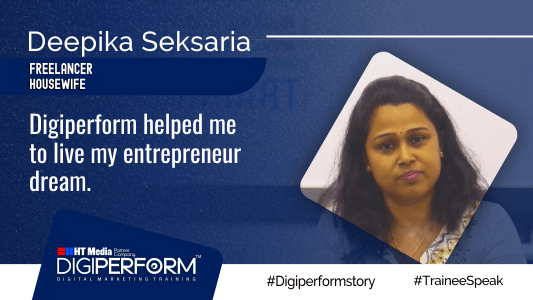 Deepika Seksaria
FREELANCER
HOUSEWIFE
Digiperform helped me
to live my entrepreneur
dream.
HT Media Partner Company
DIGIPERFORM™
DIGITAL MARKETING TRAINING
#Digiperformstory
#TraineeSpeak